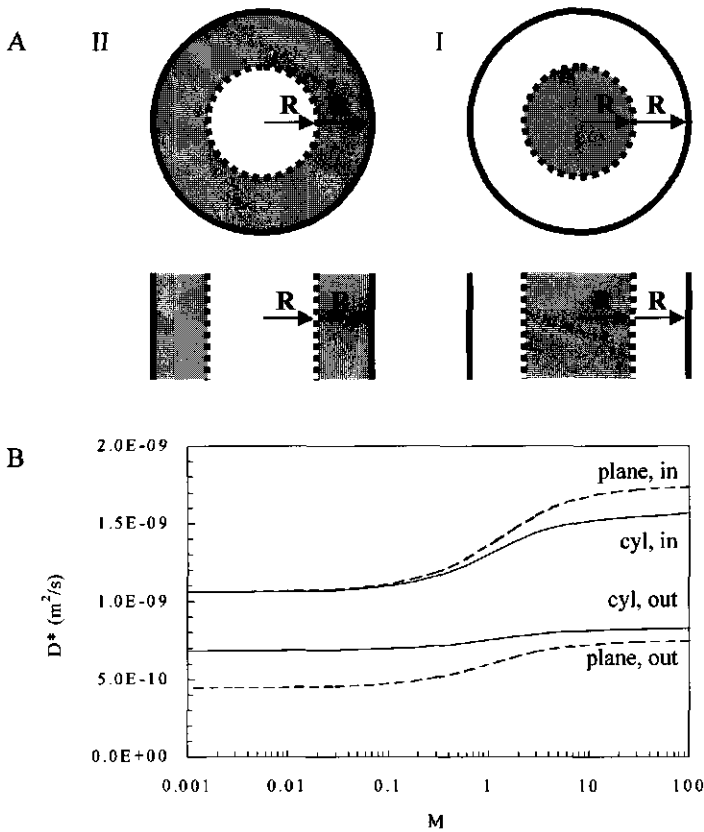 A II I
R R R
R R R
B
2.0E-09
1.5E-09
1.0E-09
5.0E-10
0.0E+00
D* (m²/s)
plane, in
cyl, in
cyl, out
plane, out
0.001 0.01 0.1 1 10 100
M